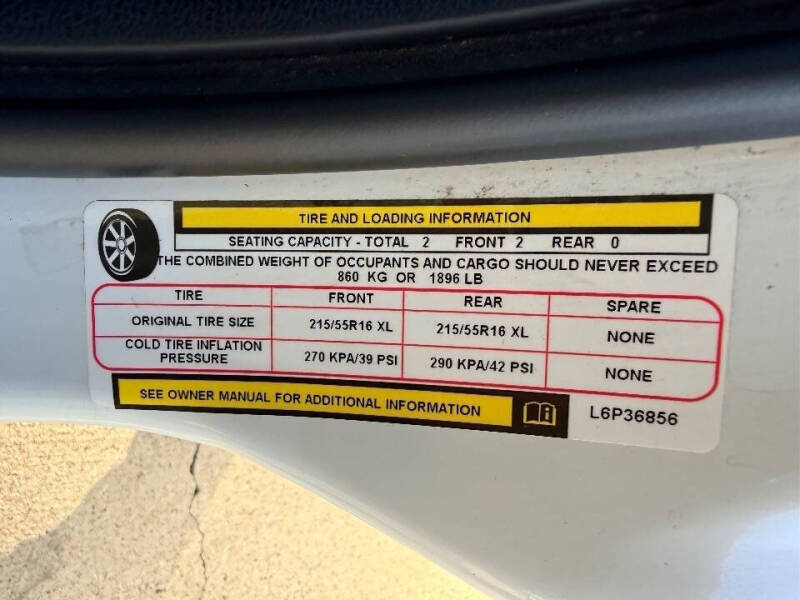 TIRE AND LOADING INFORMATION
SEATING CAPACITY - TOTAL 2 FRONT 2 REAR 0
THE COMBINED WEIGHT OF OCCUPANTS AND CARGO SHOULD NEVER EXCEED
860 KG OR 1896 LB
TIRE FRONT REAR SPARE
ORIGINAL TIRE SIZE 215/55R16 XL 215/55R16 XL NONE
COLD TIRE INFLATION
PRESSURE 270 KPA/39 PSI 290 KPA/42 PSI NONE
SEE OWNER MANUAL FOR ADDITIONAL INFORMATION
L6P36856